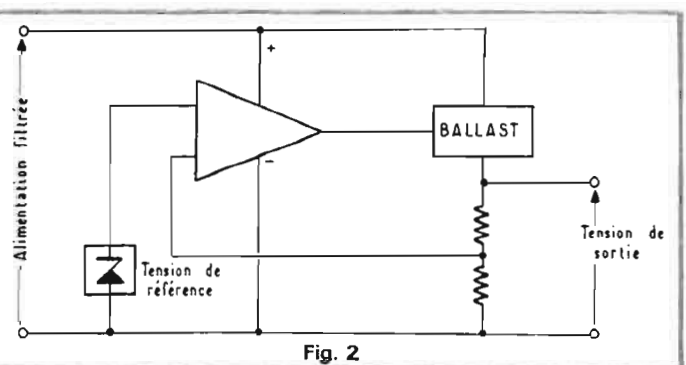 Alimentation filtrée
+
-
BALLAST
Tension de
référence
Tension de
sortie
Fig. 2